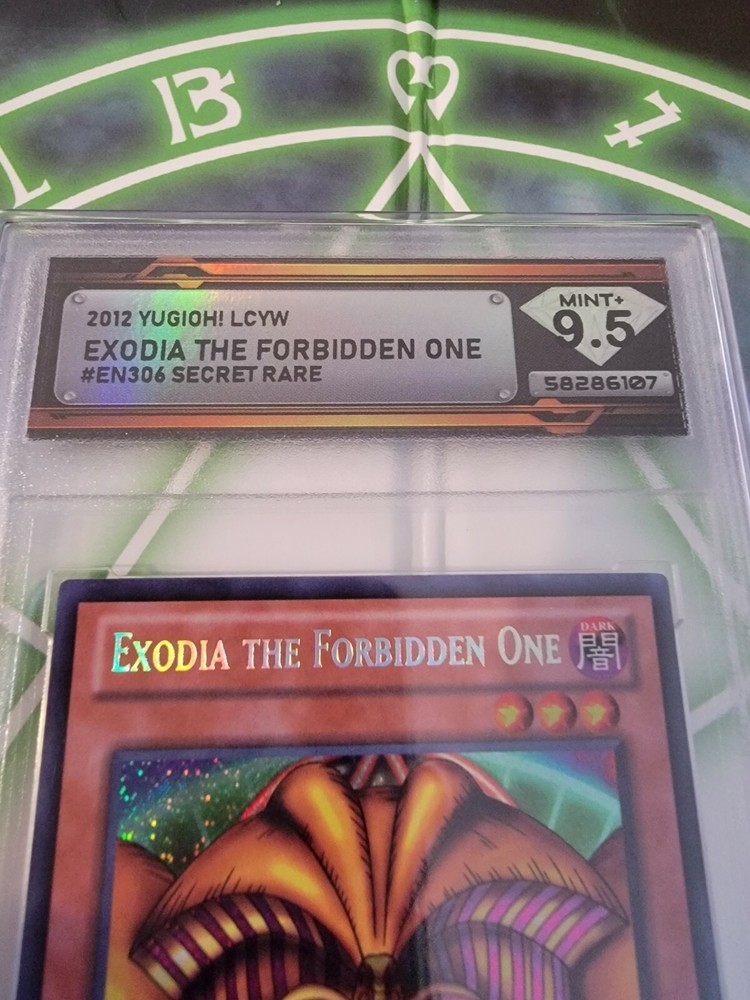 2012 YUGIOH! LCYW
EXODIA THE FORBIDDEN ONE
#EN306 SECRET RARE
MINT+
9.5
58286107
EXODIA THE FORBIDDEN ONE
DARK
闇